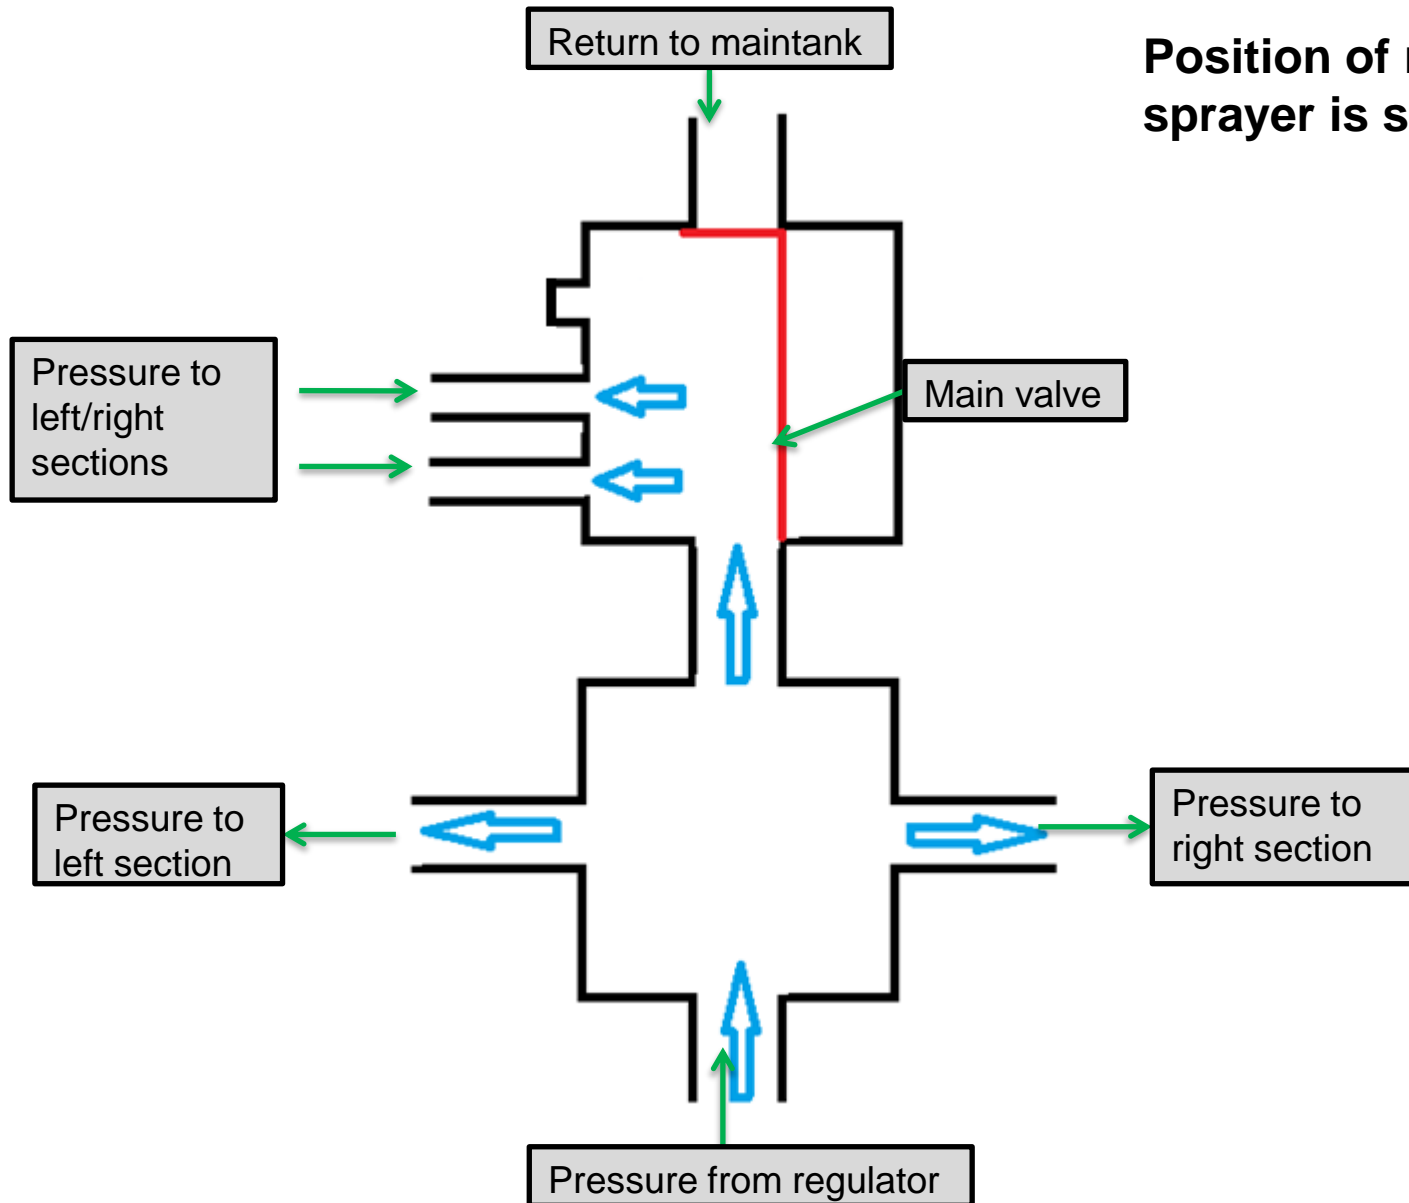 Return to maintank
Position of
sprayer is
Pressure to
left/right
sections
Main valve
Pressure to
left section
Pressure to
right section
Pressure from regulator